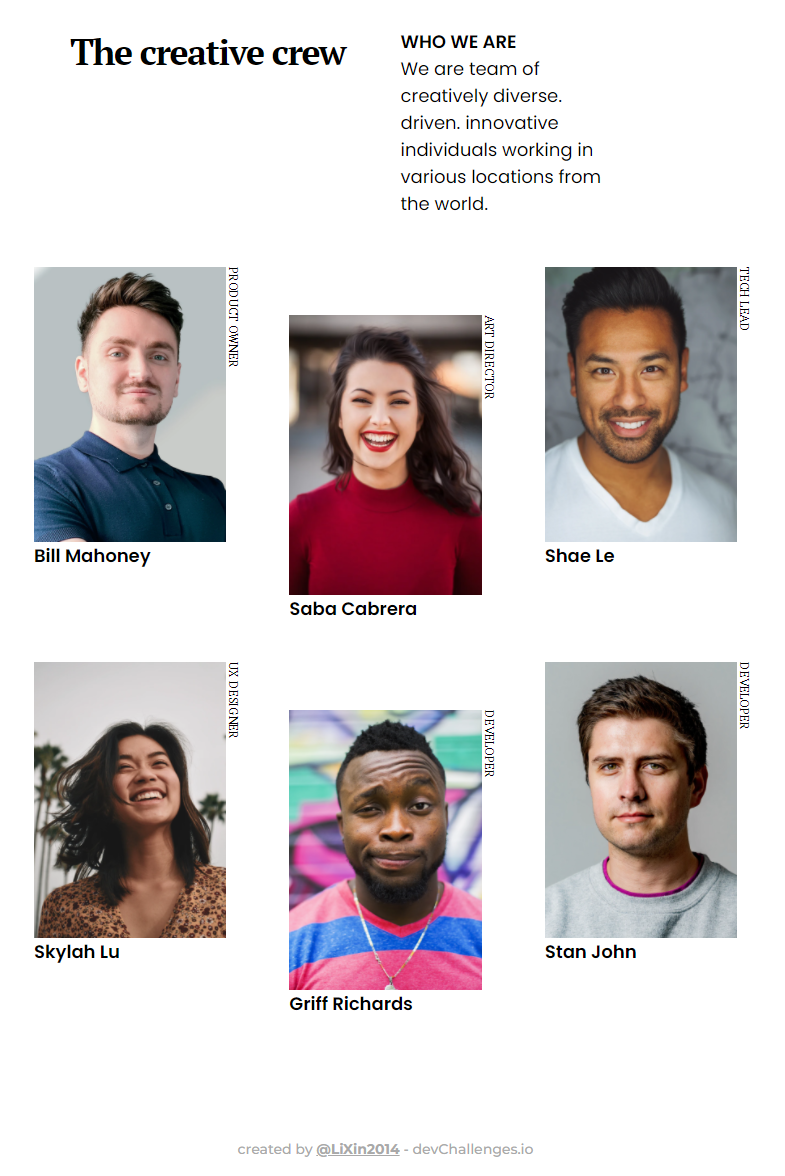 The creative crew
WHO WE ARE
We are team of
creatively diverse.
driven. innovative
individuals working in
various locations from
the world.
PRODUCT OWNER
Bill Mahoney
ART DIRECTOR
Saba Cabrera
TECH LEAD
Shae Le
UX DESIGNER
Skylah Lu
DEVELOPER
Griff Richards
DEVELOPER
Stan John
created by @LiXin2014 - devChallenges.io